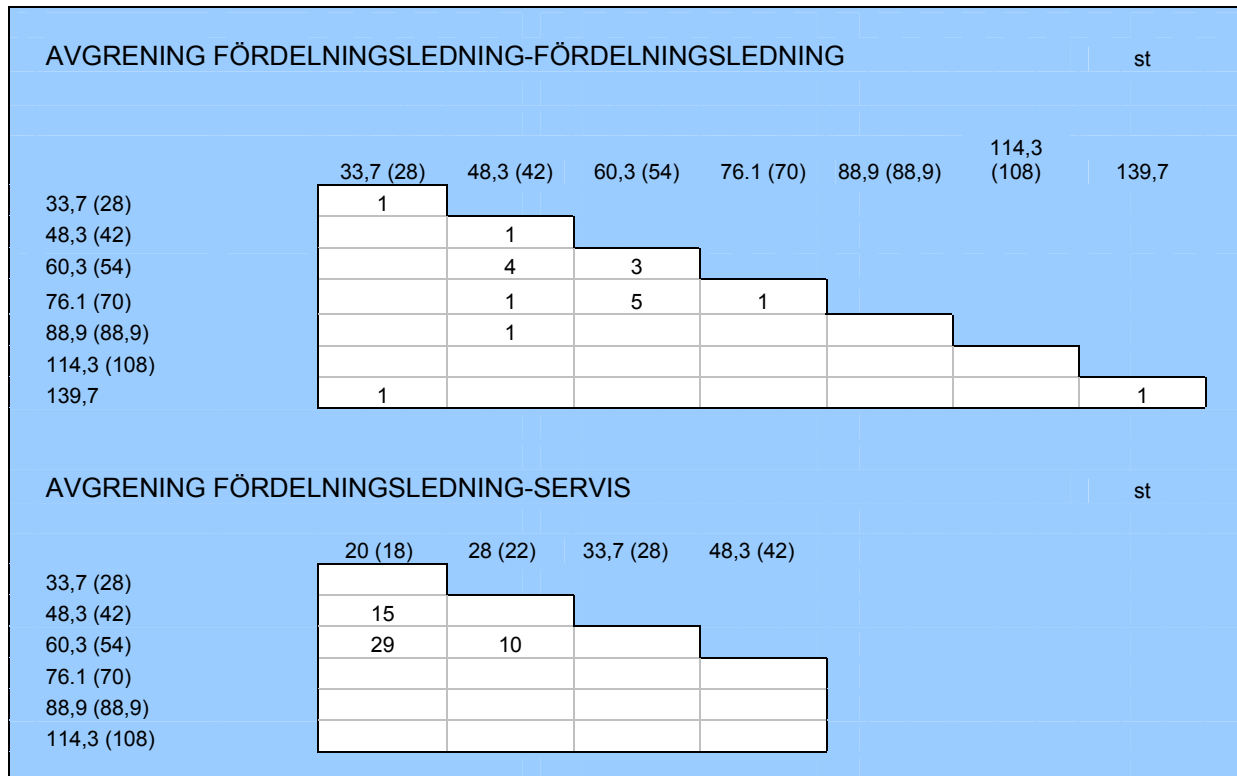 AVGRENING FÖRDELNINGSLEDNING-FÖRDELNINGSLEDNING st
114,3
33,7 (28) 48,3 (42) 60,3 (54) 76.1 (70) 88,9 (88,9) (108) 139,7
33,7 (28) 1
48,3 (42) 1
60,3 (54) 4 3
76.1 (70) 1 5 1
88,9 (88,9) 1
114,3 (108)
139,7 1 1
AVGRENING FÖRDELNINGSLEDNING-SERVIS st
20 (18) 28 (22) 33,7 (28) 48,3 (42)
33,7 (28)
48,3 (42) 15
60,3 (54) 29 10
76.1 (70)
88,9 (88,9)
114,3 (108)